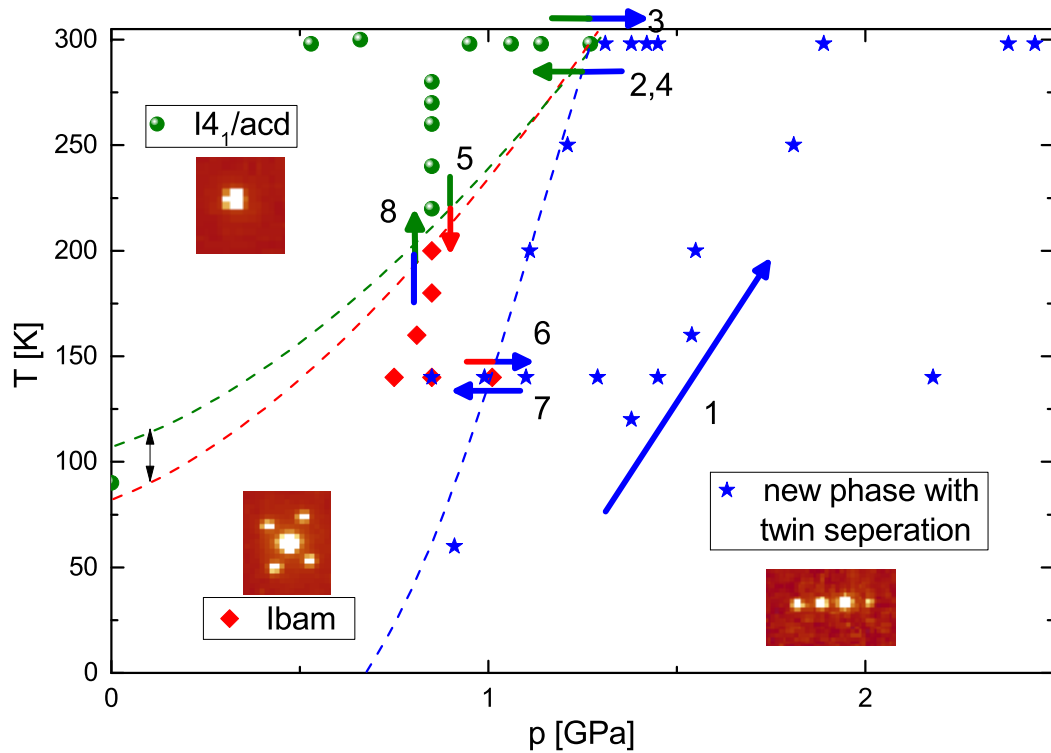 3
300
2,4
I4₁/acd
250
5
8
200
T [K]
6
150
7
1
100
new phase with
twin seperation
50
Ibam
0
0
1
2
p [GPa]